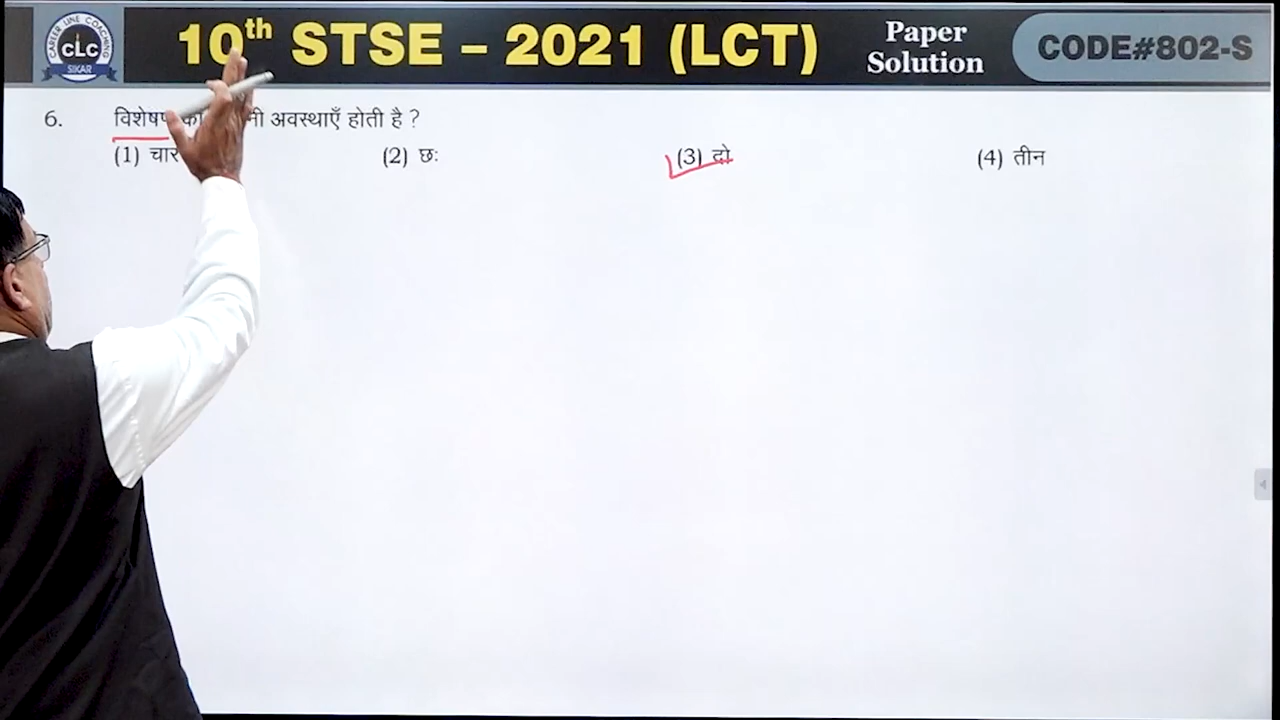 CAREER LINE COACHING
CLC
SIKAR
10th STSE – 2021 (LCT)
Paper
Solution
CODE#802-S
6. विशेषण नी अवस्थाएँ होती है ?
(1) चार (2) छः (3) दो (4) तीन